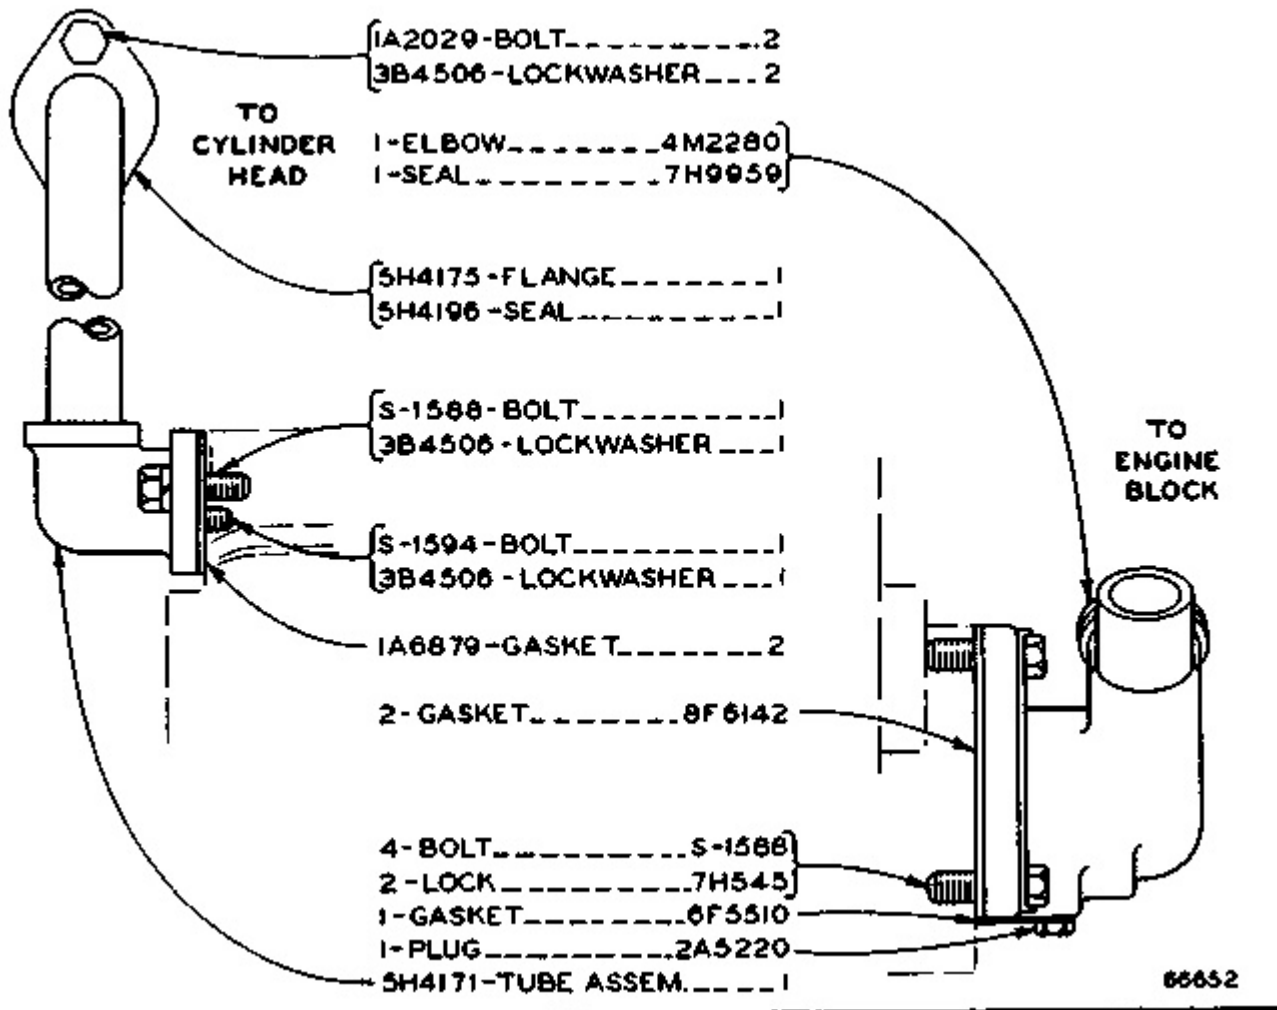 1A2029-BOLT 2
3B4506-LOCKWASHER 2
TO
CYLINDER
HEAD
1-ELBOW 4M2280
1-SEAL 7H9959
5H4175-FLANGE 1
5H4196-SEAL 1
S-1588-BOLT 1
3B4506-LOCKWASHER 1
TO
ENGINE
BLOCK
S-1594-BOLT 1
3B4506-LOCKWASHER 1
1A6879-GASKET 2
2-GASKET 8F6142
4-BOLT S-1588
2-LOCK 7H545
1-GASKET 6F5510
1-PLUG 2A5220
5H4171-TUBE ASSEM. 1
66652